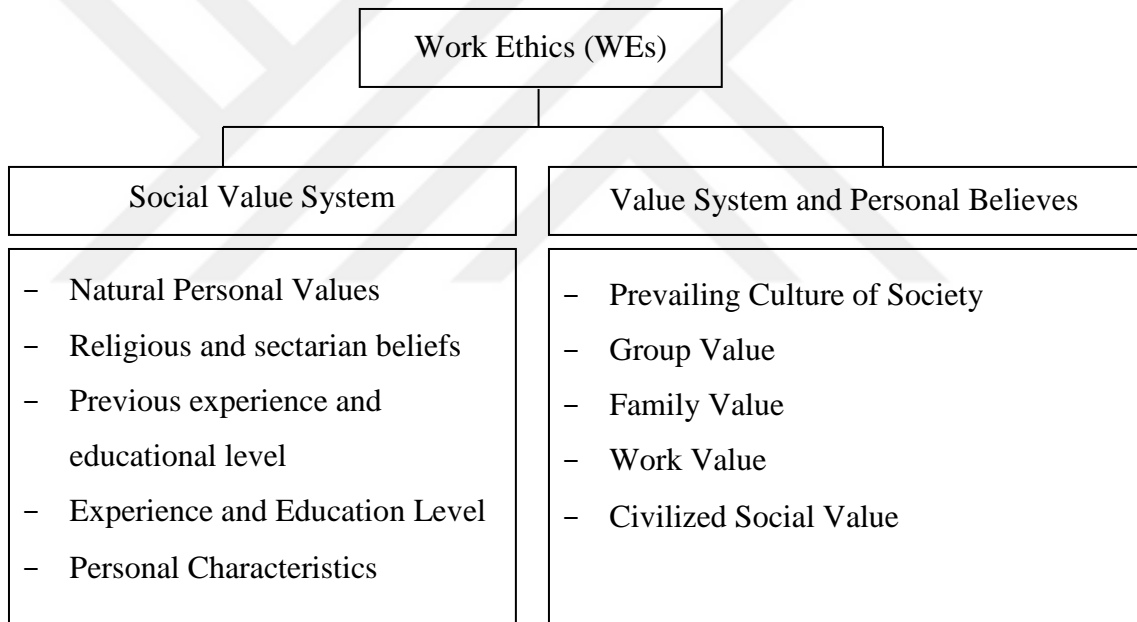 Work Ethics (WEs)
Social Value System
- Natural Personal Values
- Religious and sectarian beliefs
- Previous experience and
educational level
- Experience and Education Level
- Personal Characteristics
Value System and Personal Believes
- Prevailing Culture of Society
- Group Value
- Family Value
- Work Value
- Civilized Social Value